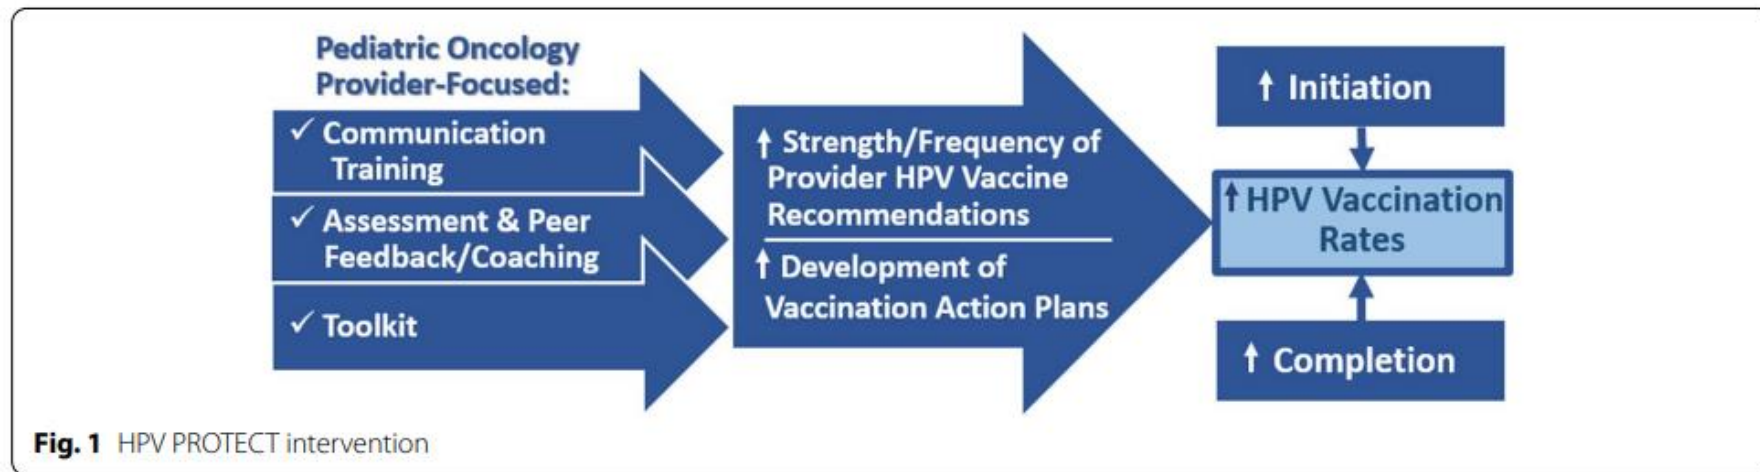 Pediatric Oncology
Provider-Focused:
✓ Communication
Training
✓ Assessment & Peer
Feedback/Coaching
✓ Toolkit
↑ Strength/Frequency of
Provider HPV Vaccine
Recommendations
↑ Development of
Vaccination Action Plans
↑ Initiation
↑ HPV Vaccination
Rates
↑ Completion
Fig. 1 HPV PROTECT intervention